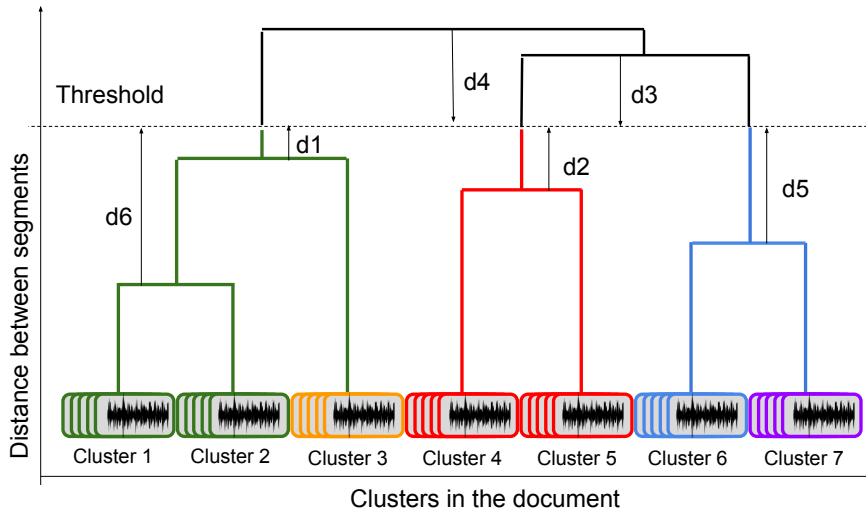 d4
d3
Threshold
d1
d2
d5
d6
Distance between segments
Cluster 1
Cluster 2
Cluster 3
Cluster 4
Cluster 5
Cluster 6
Cluster 7
Clusters in the document